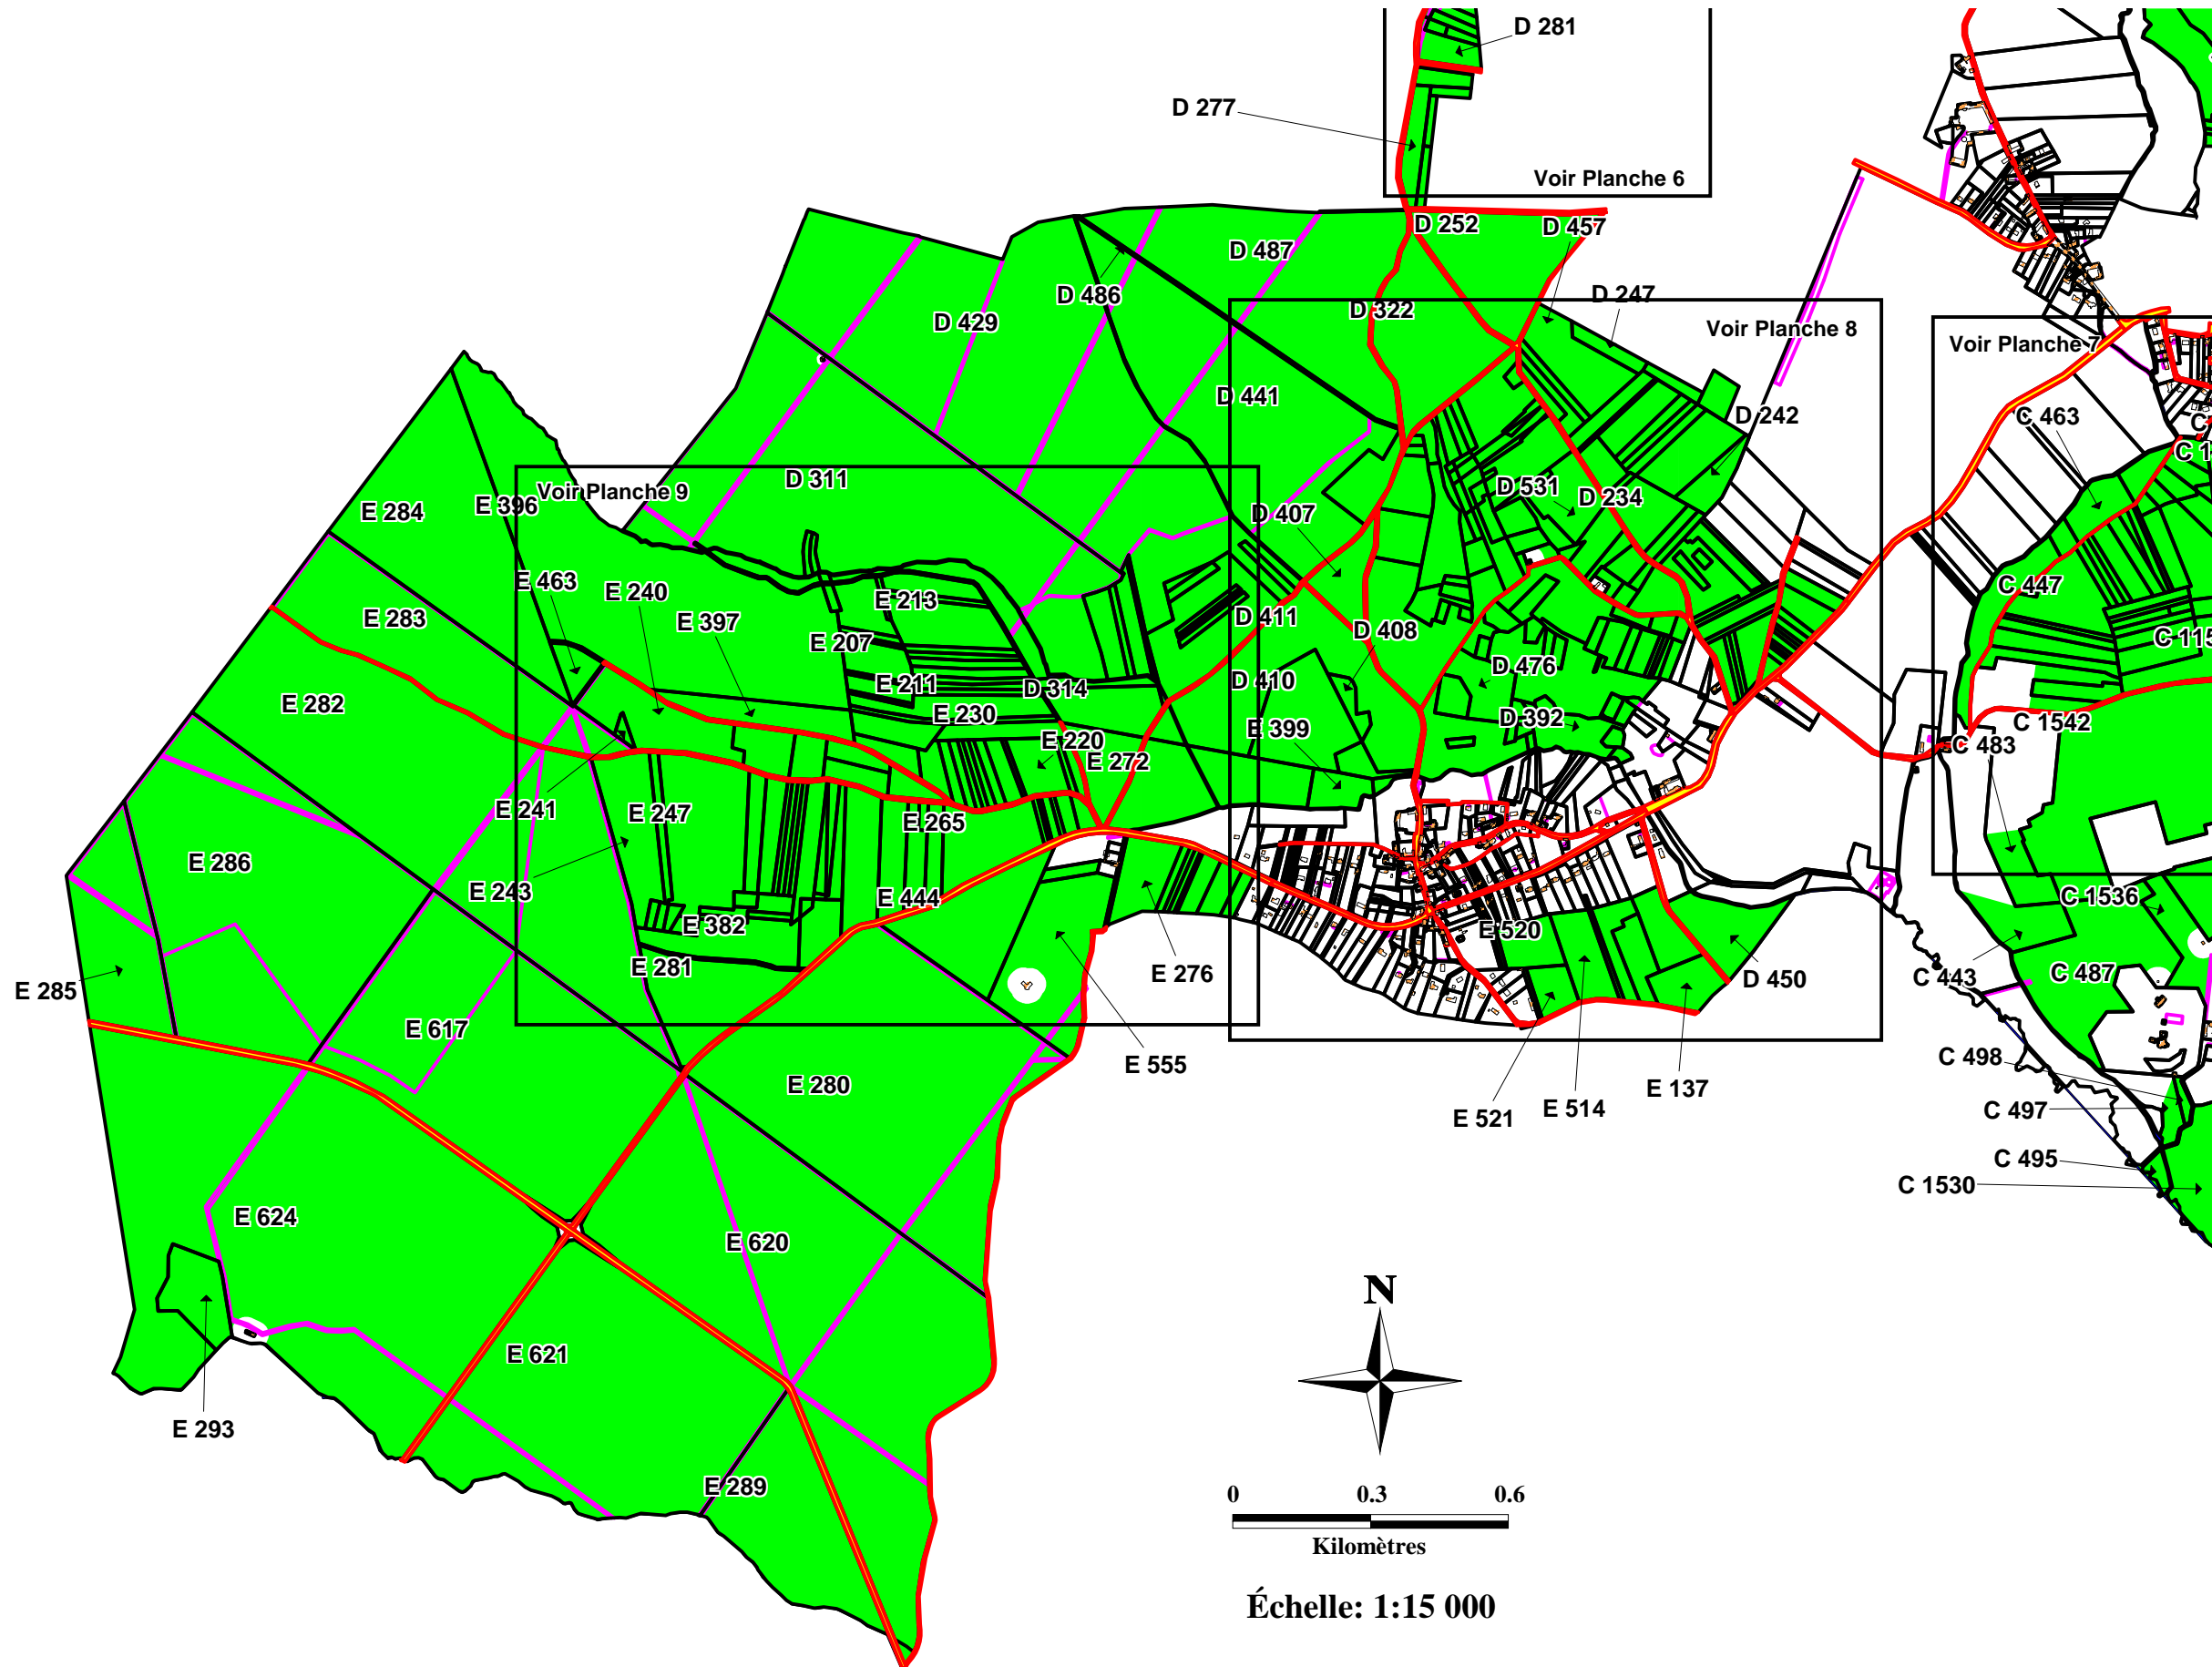 D 281
D 277
Voir Planche 6
D 252
D 457
D 487
D 486
D 247
D 322
D 429
Voir Planche 8
Voir Planche 7
D 441
D 242
C 463
D 311
Voir Planche 9
E 396
E 284
D 531
D 234
D 407
E 463
E 240
E 213
C 447
E 283
E 397
D 411
D 408
E 207
D 476
E 211
D 314
D 410
E 282
E 230
D 392
E 399
C 1542
E 220
C 483
E 272
E 241
E 247
E 265
E 286
E 243
E 444
C 1536
E 382
E 520
E 281
E 276
D 450
C 443
C 487
E 285
E 617
E 555
C 498
E 280
E 137
E 521
E 514
C 497
C 495
C 1530
E 624
E 620
N
E 621
E 293
E 289
0 0.3 0.6
Kilomètres
Échelle: 1:15 000